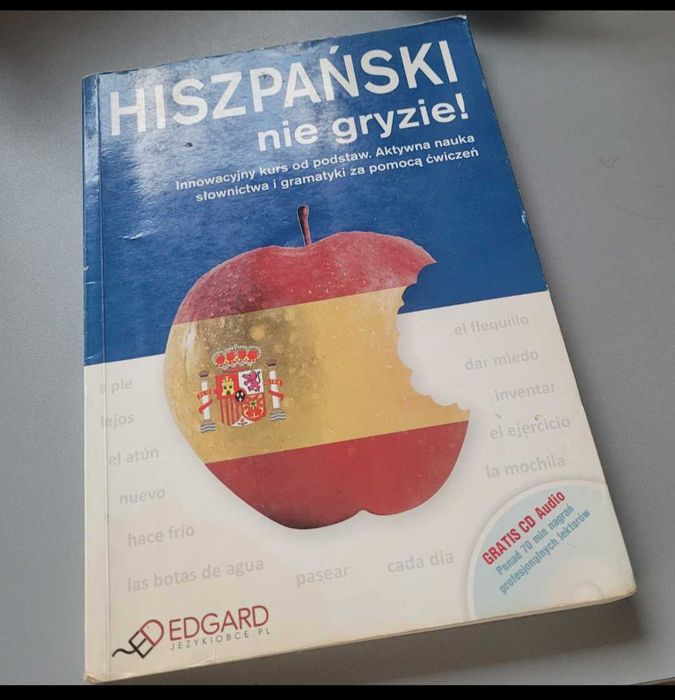 HISZPAŃSKI
nie gryzie!
Innowacyjny kurs od podstaw. Aktywna nauka
słownictwa i gramatyki za pomocą ćwiczeń
a pie
lejos
el atún
nuevo
hace frío
las botas de agua
pasear
cada día
el flequillo
dar miedo
inventar
el ejercicio
la mochila
GRATIS CD Audio
Ponad 70 min nagrań
profesjonalnych lektorów
EDGARD
JEZYKIOBCE.PL